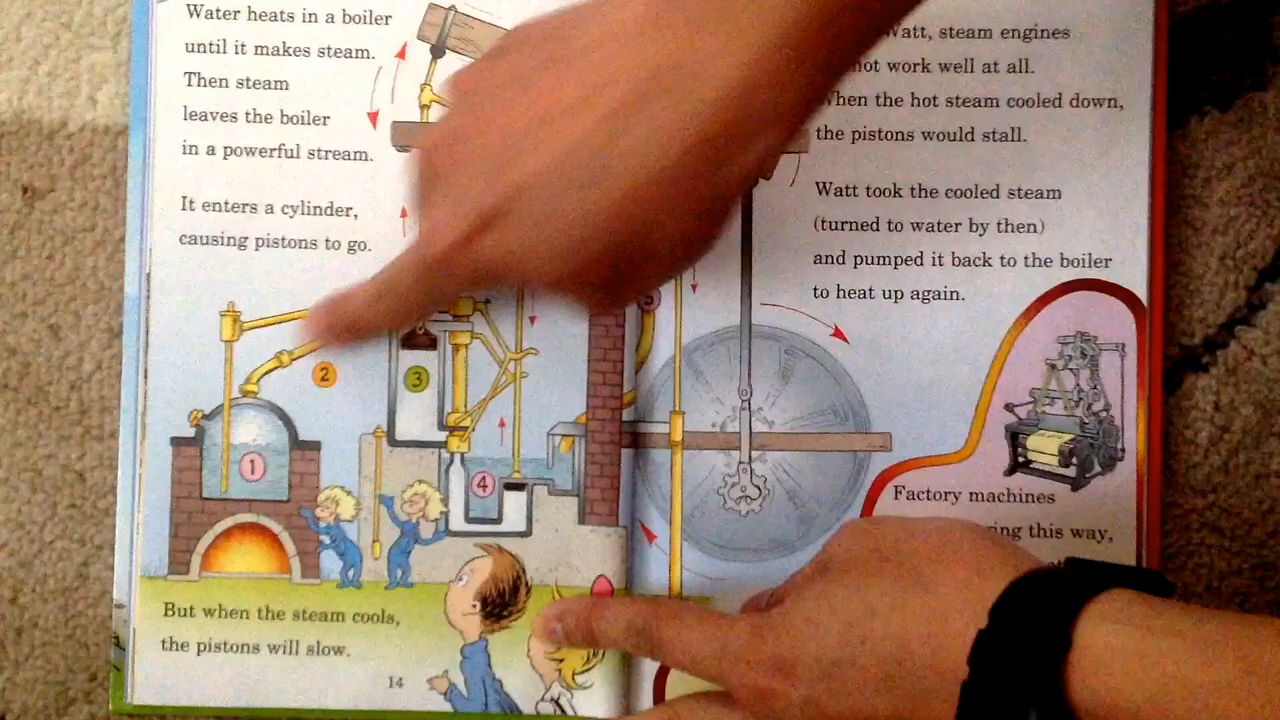 Water heats in a boiler
until it makes steam.
Then steam
leaves the boiler
in a powerful stream.
It enters a cylinder,
causing pistons to go.
2
3
1
4
But when the steam cools,
the pistons will slow.
14
Watt, steam engines
not work well at all.
When the hot steam cooled down,
the pistons would stall.
Watt took the cooled steam
(turned to water by then)
and pumped it back to the boiler
to heat up again.
5
Factory machines
this way,